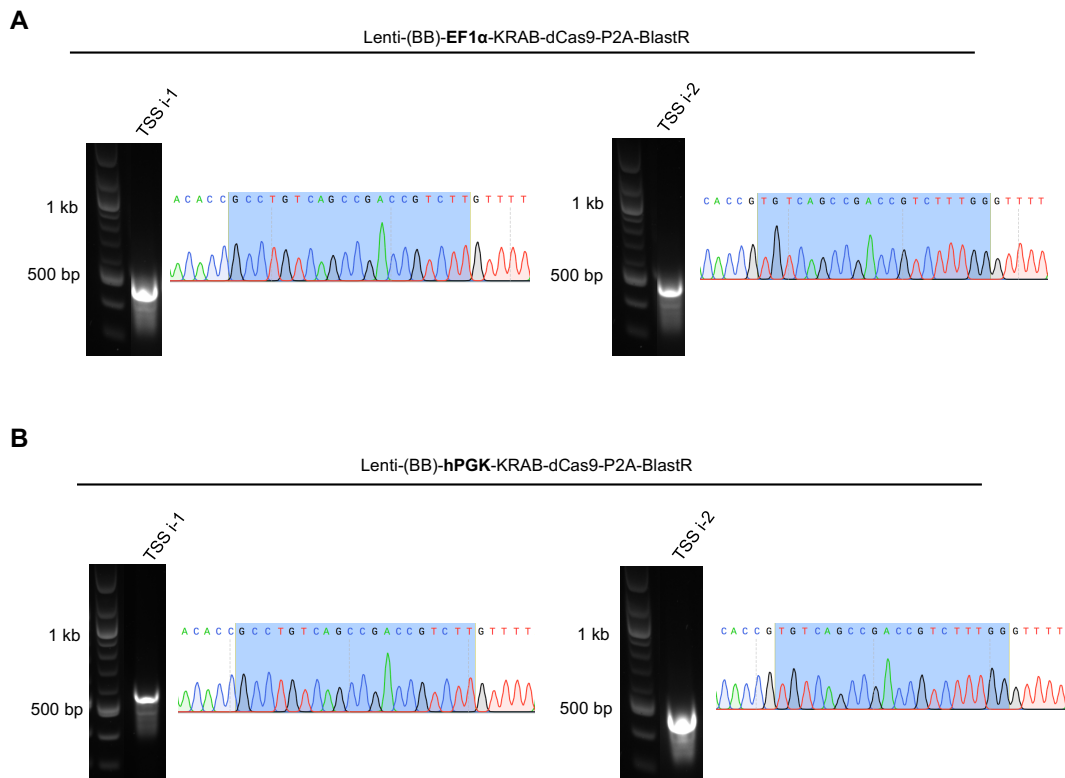 A
Lenti-(BB)-EF1α-KRAB-dCas9-P2A-BlastR
TSS i-1
TSS i-2
1 kb
500 bp
ACACCGCCTGTCAGCCGACCGTCTTGTTTT
1 kb
500 bp
CACCGTGTCAGCCGACCGTCTTTGGGTTTT
B
Lenti-(BB)-hPGK-KRAB-dCas9-P2A-BlastR
TSS i-1
TSS i-2
1 kb
500 bp
ACACCGCCTGTCAGCCGACCGTCTTGTTTT
1 kb
500 bp
CACCGTGTCAGCCGACCGTCTTTGGGTTTT